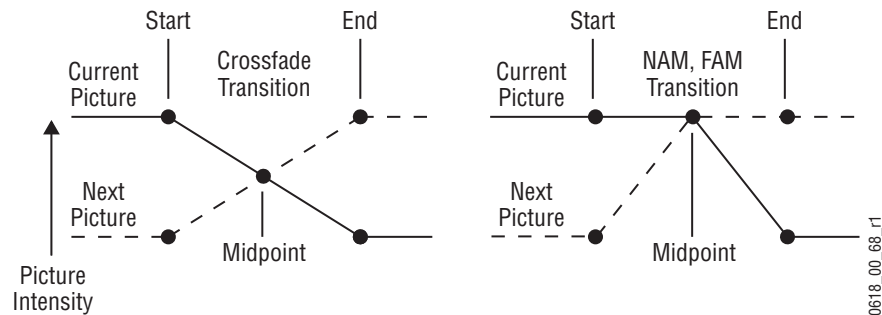 Start
End
Crossfade
Transition
Current
Picture
Next
Picture
Midpoint
Picture
Intensity
Start
End
NAM, FAM
Transition
Current
Picture
Next
Picture
Midpoint
0618_00_68_r1